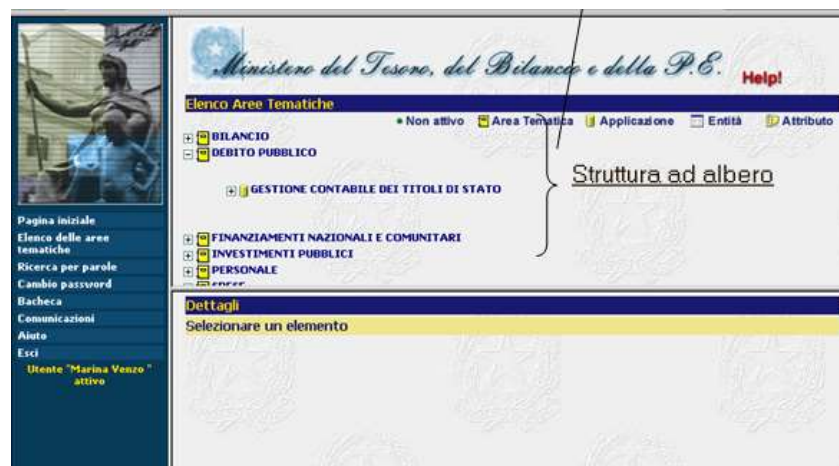 Ministero del Tesoro, del Bilancio e della P.E.
Help!
Elenco Aree Tematiche
Non attivo Area Tematica Applicazione Entità Attributo
BILANCIO
DEBITO PUBBLICO
GESTIONE CONTABILE DEI TITOLI DI STATO
Struttura ad albero
FINANZIAMENTI NAZIONALI E COMUNITARI
INVESTIMENTI PUBBLICI
PERSONALE
SPESE
Pagina iniziale
Elenco delle aree
tematiche
Ricerca per parole
Cambio password
Bacheca
Comunicazioni
Aiuto
Esci
Utente "Marina Venzo "
attivo
Dettagli
Selezionare un elemento